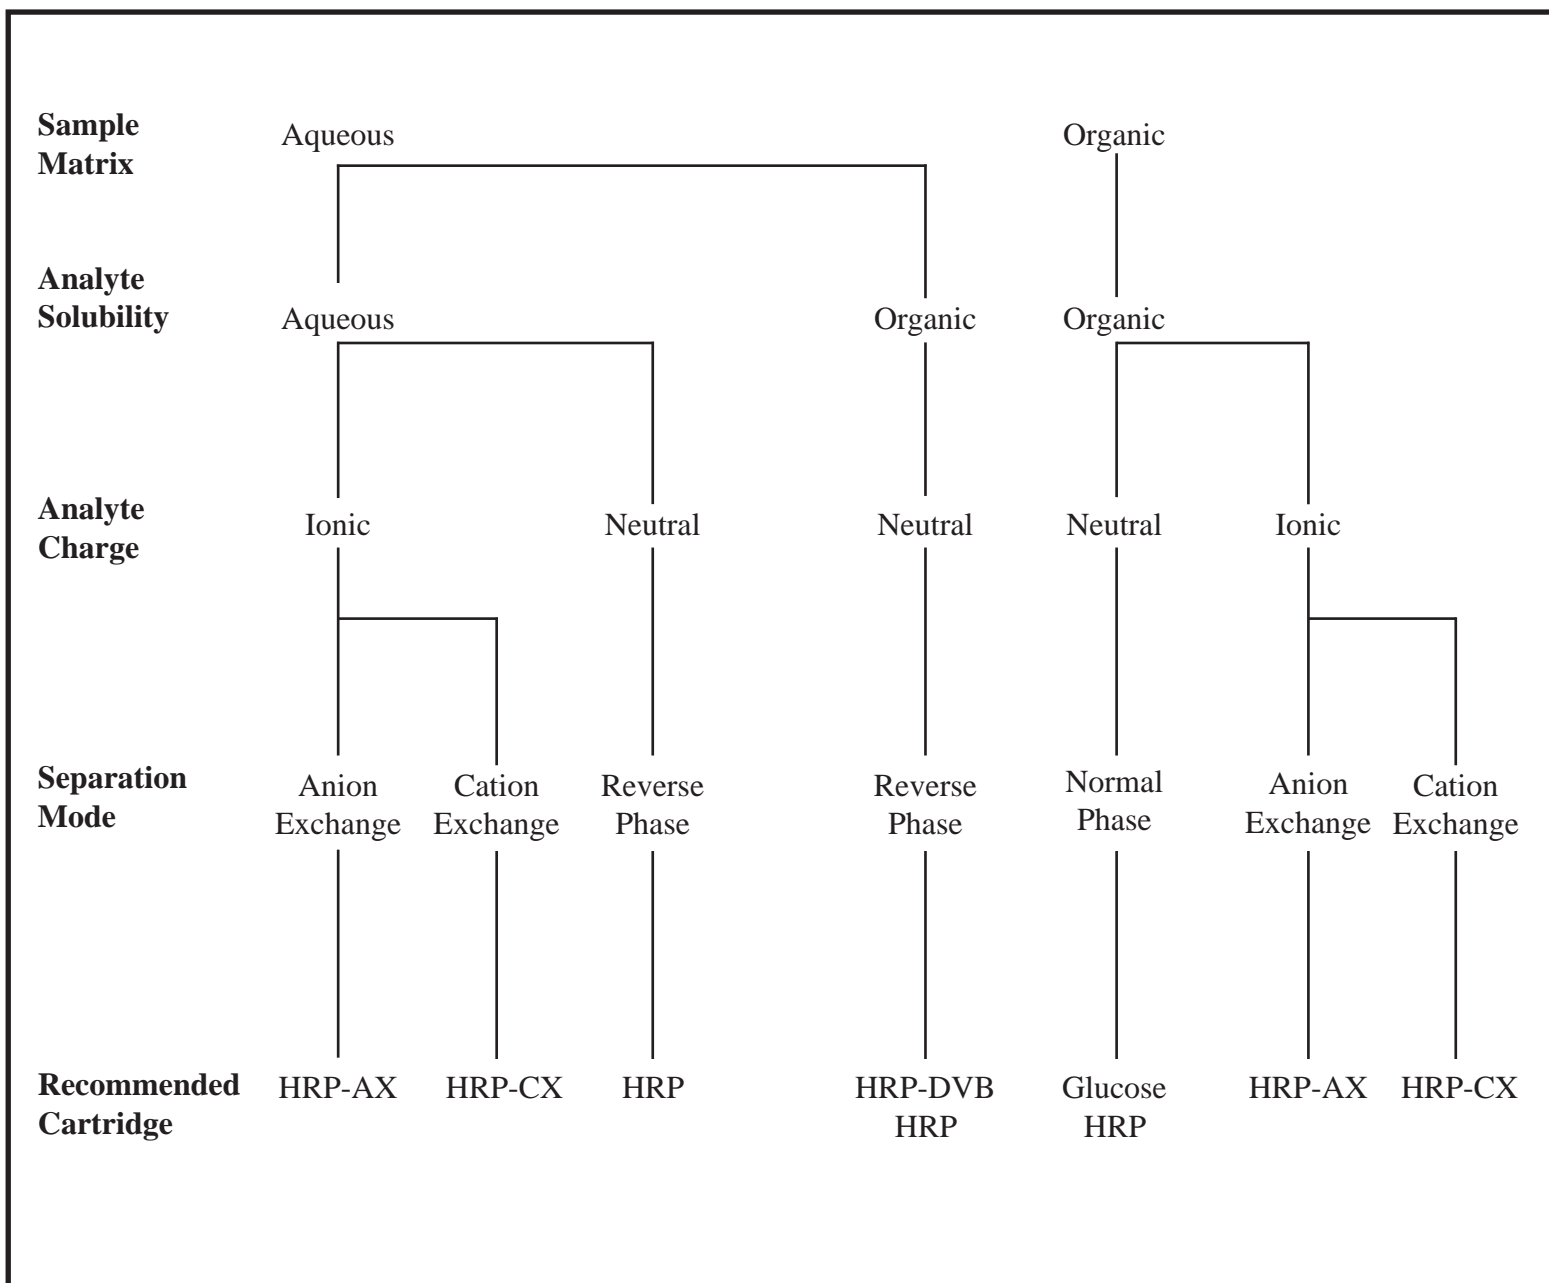 Sample
Matrix
Aqueous
Organic
Analyte
Solubility
Aqueous
Organic
Organic
Analyte
Charge
Ionic
Neutral
Neutral
Neutral
Ionic
Separation
Mode
Anion
Exchange
Cation
Exchange
Reverse
Phase
Reverse
Phase
Normal
Phase
Anion
Exchange
Cation
Exchange
Recommended
Cartridge
HRP-AX
HRP-CX
HRP
HRP-DVB
HRP
Glucose
HRP
HRP-AX
HRP-CX